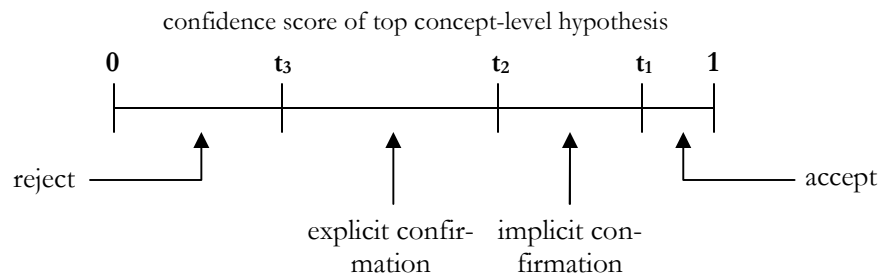 confidence score of top concept-level hypothesis
0 t₃ t₂ t₁ 1
reject
accept
explicit confir-
mation
implicit con-
firmation